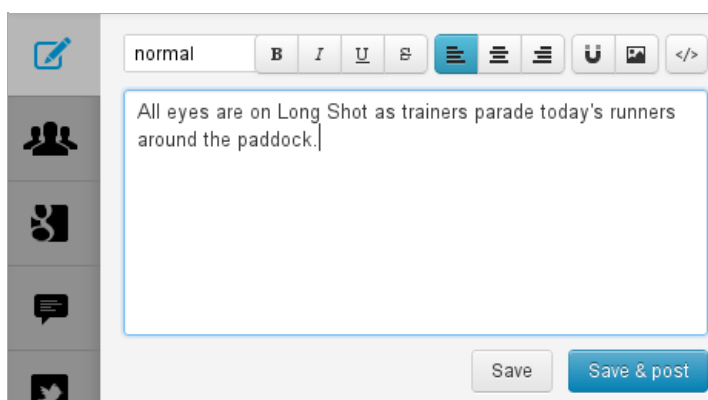 normal
B I U S
</>
All eyes are on Long Shot as trainers parade today's runners
around the paddock.
Save
Save & post